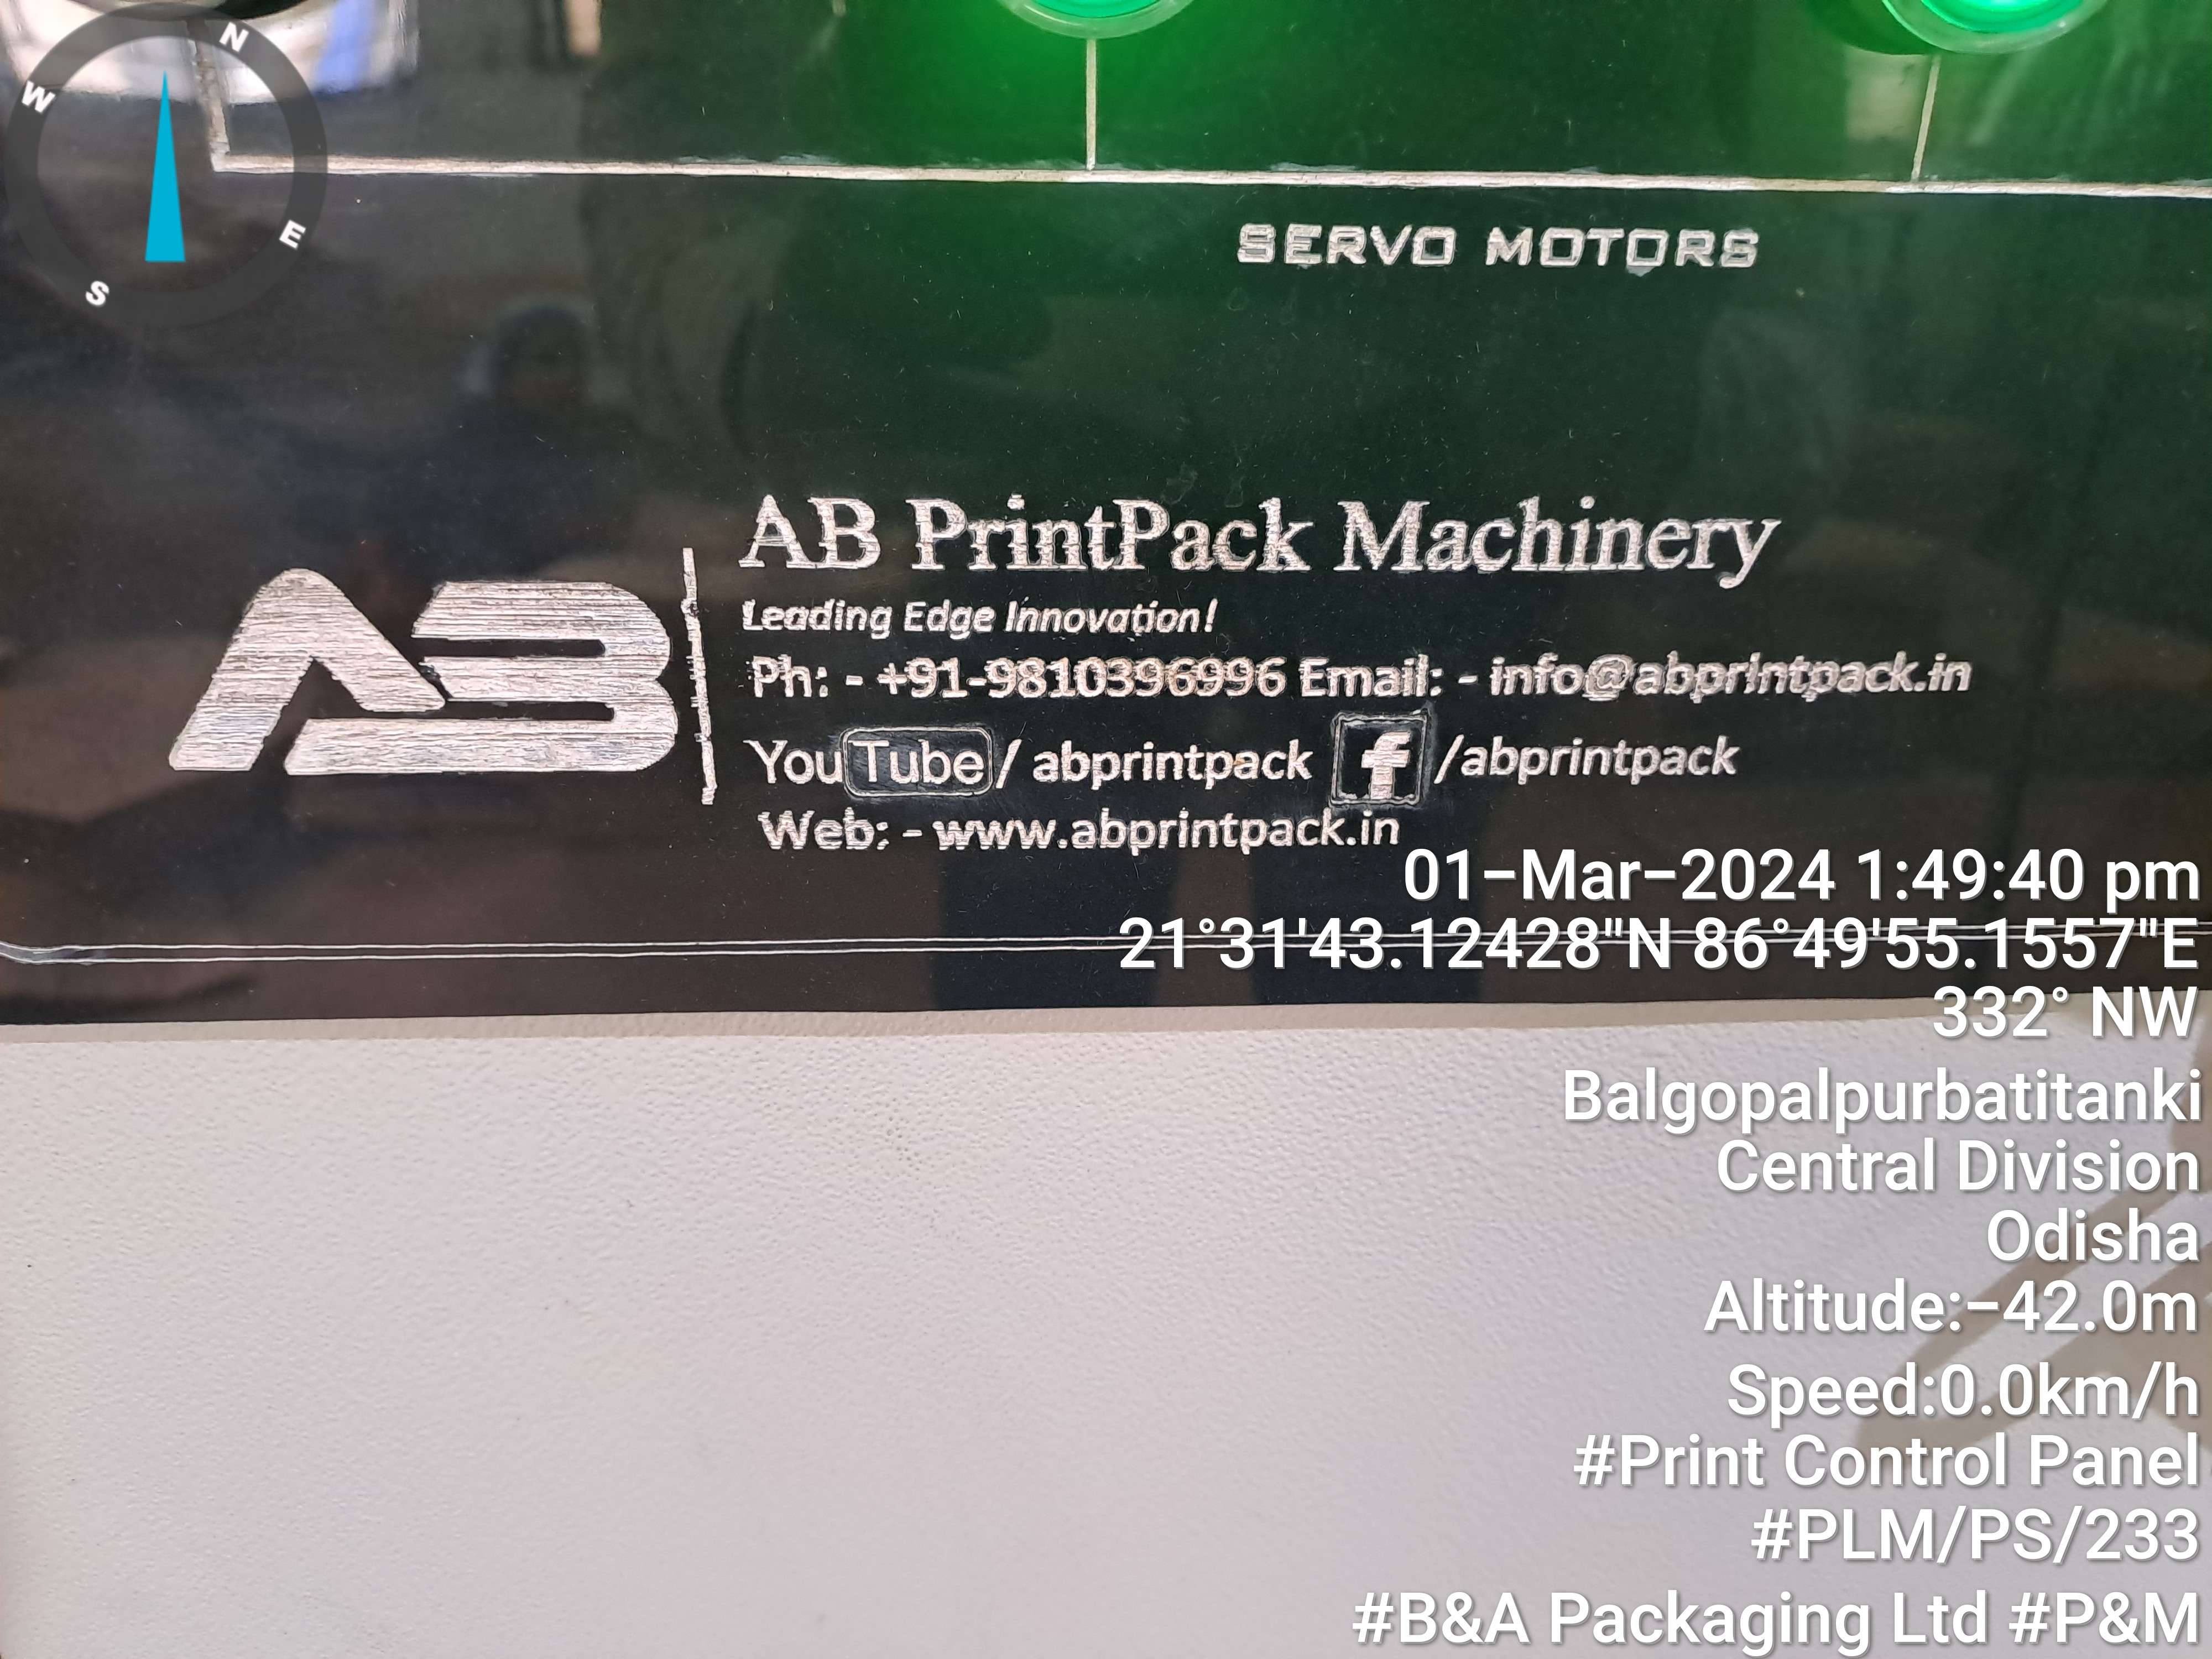 N
W
E
S
SERVO MOTORS
AB PrintPack Machinery
Leading Edge Innovation!
AB
Ph: - +91-9810396996 Email: - info@abprintpack.in
YouTube / abprintpack f /abprintpack
Web: - www.abprintpack.in
01-Mar-2024 1:49:40 pm
21°31'43.12428"N 86°49'55.1557"E
332° NW
Balgopalpurbatitanki
Central Division
Odisha
Altitude:-42.0m
Speed:0.0km/h
#Print Control Panel
#PLM/PS/233
#B&A Packaging Ltd #P&M